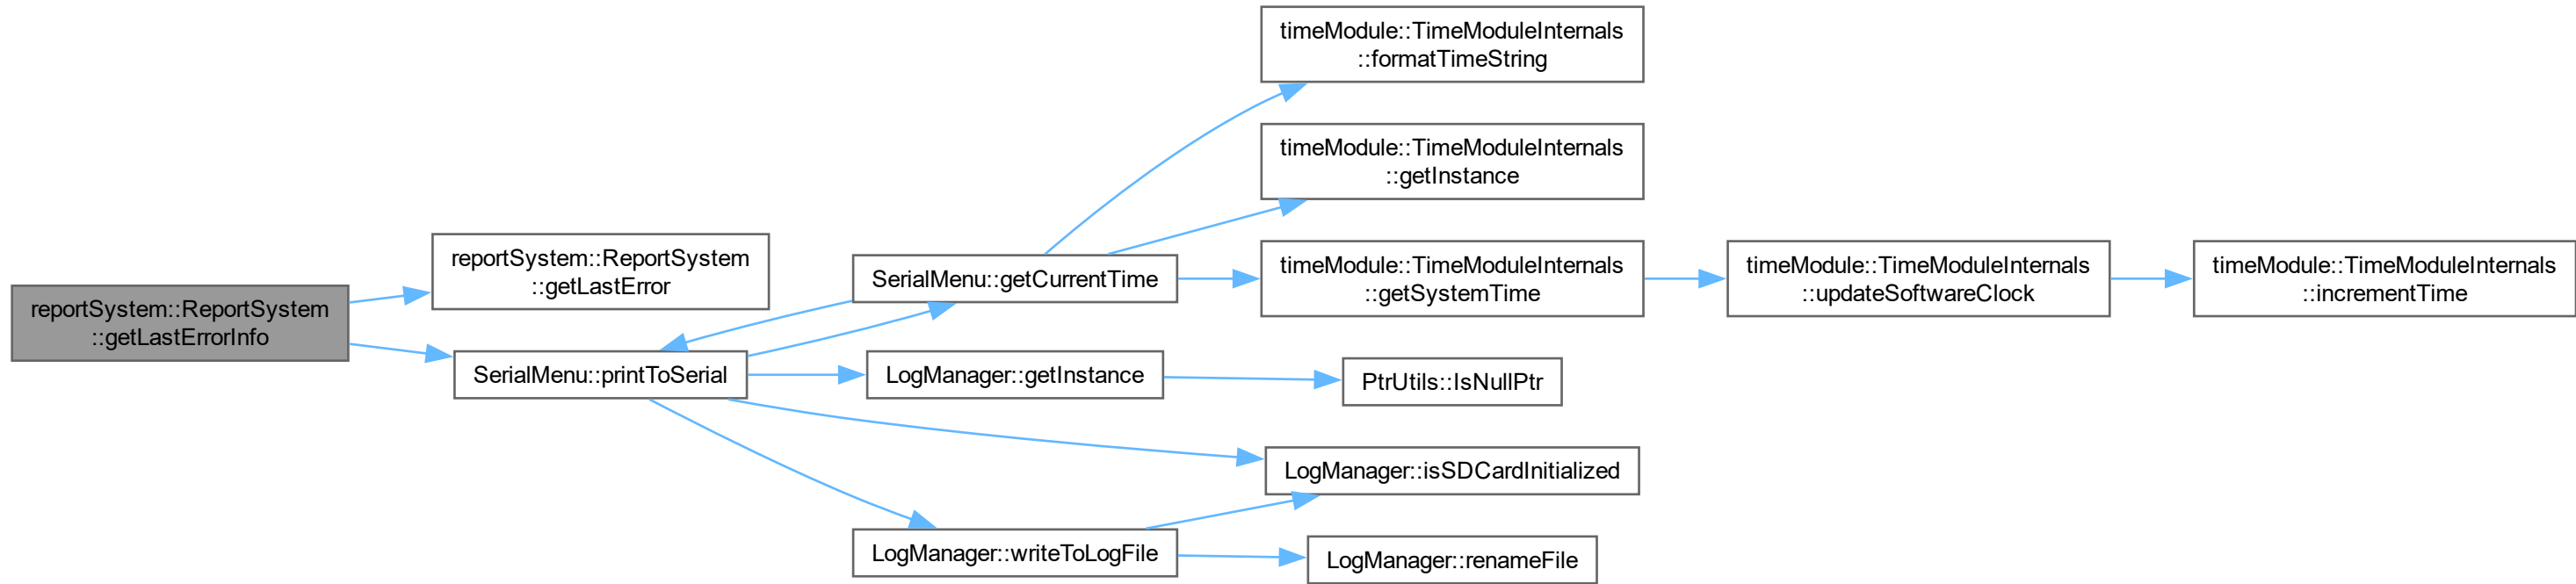 timeModule::TimeModuleInternals
::formatTimeString
timeModule::TimeModuleInternals
::getInstance
reportSystem::ReportSystem
::getLastError
SerialMenu::getCurrentTime
timeModule::TimeModuleInternals
::getSystemTime
timeModule::TimeModuleInternals
::updateSoftwareClock
timeModule::TimeModuleInternals
::incrementTime
reportSystem::ReportSystem
::getLastErrorInfo
SerialMenu::printToSerial
LogManager::getInstance
PtrUtils::IsNullPtr
LogManager::isSDCardInitialized
LogManager::writeToLogFile
LogManager::renameFile